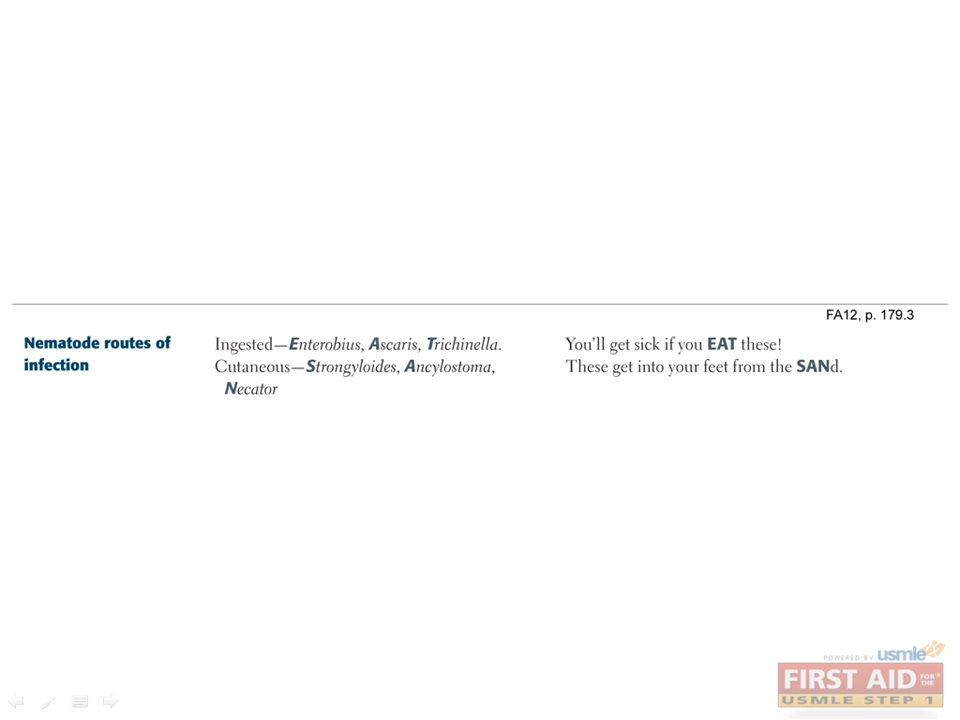 FA12, p. 179.3
Nematode routes of
infection
Ingested—Enterobius, Ascaris, Trichinella.
Cutaneous—Strongyloides, Ancylostoma,
Necator
You’ll get sick if you EAT these!
These get into your feet from the SANd.
POWERED BY usmle
FIRST AID FOR THE®
USMLE STEP 1